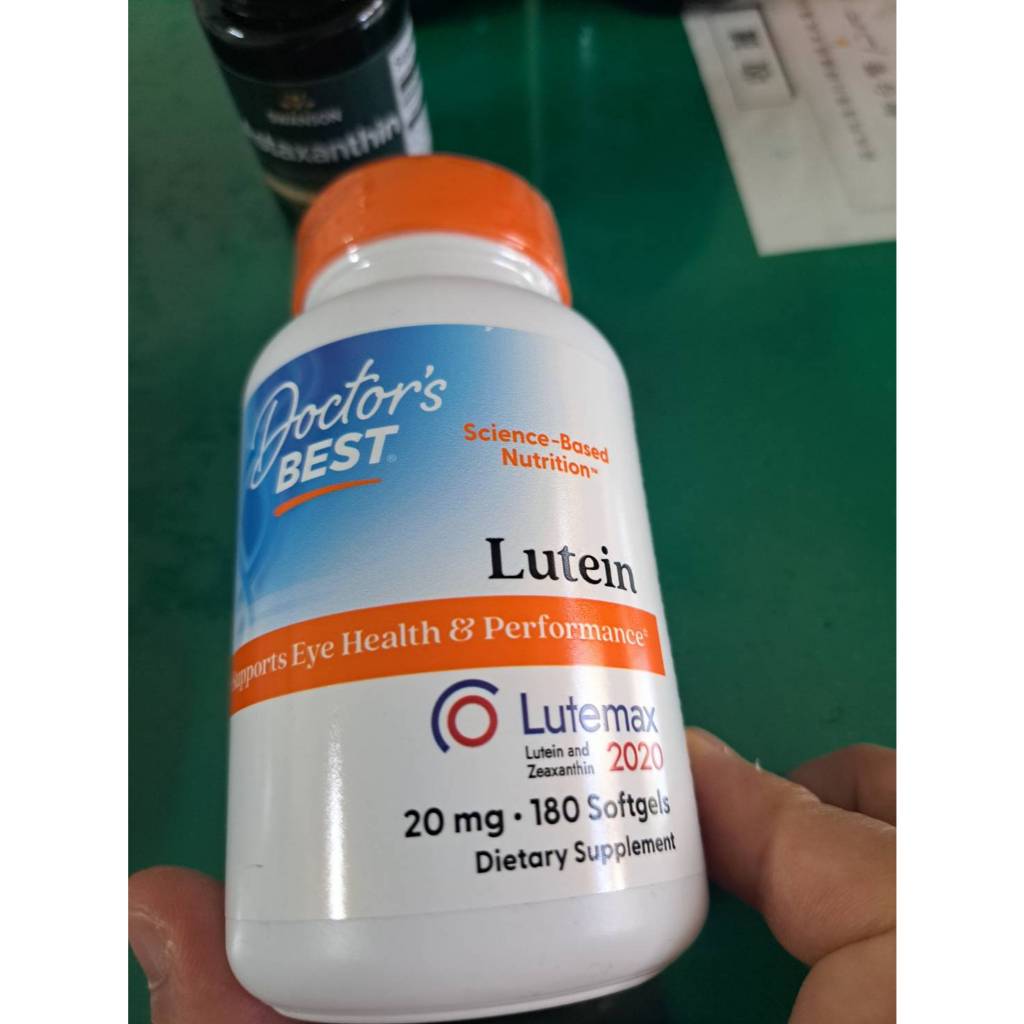 SWANSON
Doctor's
BEST®
Science-Based
Nutrition™
Lutein
Supports Eye Health & Performance
Lutemax
Lutein and
Zeaxanthin
2020
20 mg • 180 Softgels
Dietary Supplement